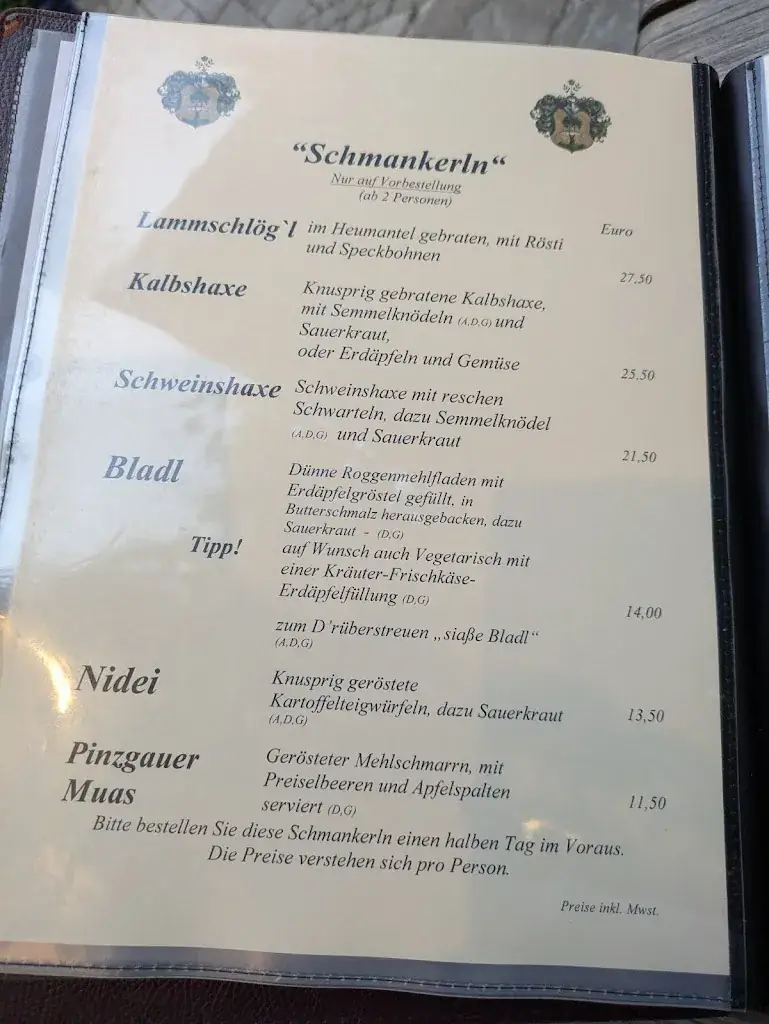 “Schmankerln“
Nur auf Vorbestellung
(ab 2 Personen)
Euro
Lammschlög`l im Heumantel gebraten, mit Rösti
und Speckbohnen
27,50
Kalbshaxe Knusprig gebratene Kalbshaxe,
mit Semmelknödeln (A,D,G) und
Sauerkraut,
oder Erdäpfeln und Gemüse
25,50
Schweinshaxe Schweinshaxe mit reschen
Schwarteln, dazu Semmelknödel
(A,D,G) und Sauerkraut
21,50
Bladl Dünne Roggenmehlfladen mit
Erdäpfelgröstel gefüllt, in
Butterschmalz herausgebacken, dazu
Sauerkraut - (D,G)
Tipp! auf Wunsch auch Vegetarisch mit
einer Kräuter-Frischkäse-
Erdäpfelfüllung (D,G)
14,00
zum D´rüberstreuen „siaße Bladl“
(A,D,G)
Nidei Knusprig geröstete
Kartoffelteigwürfeln, dazu Sauerkraut 13,50
(A,D,G)
Pinzgauer Gerösteter Mehlschmarrn, mit
Muas Preiselbeeren und Apfelspalten
serviert (D,G) 11,50
Bitte bestellen Sie diese Schmankerln einen halben Tag im Voraus.
Die Preise verstehen sich pro Person.
Preise inkl. Mwst.